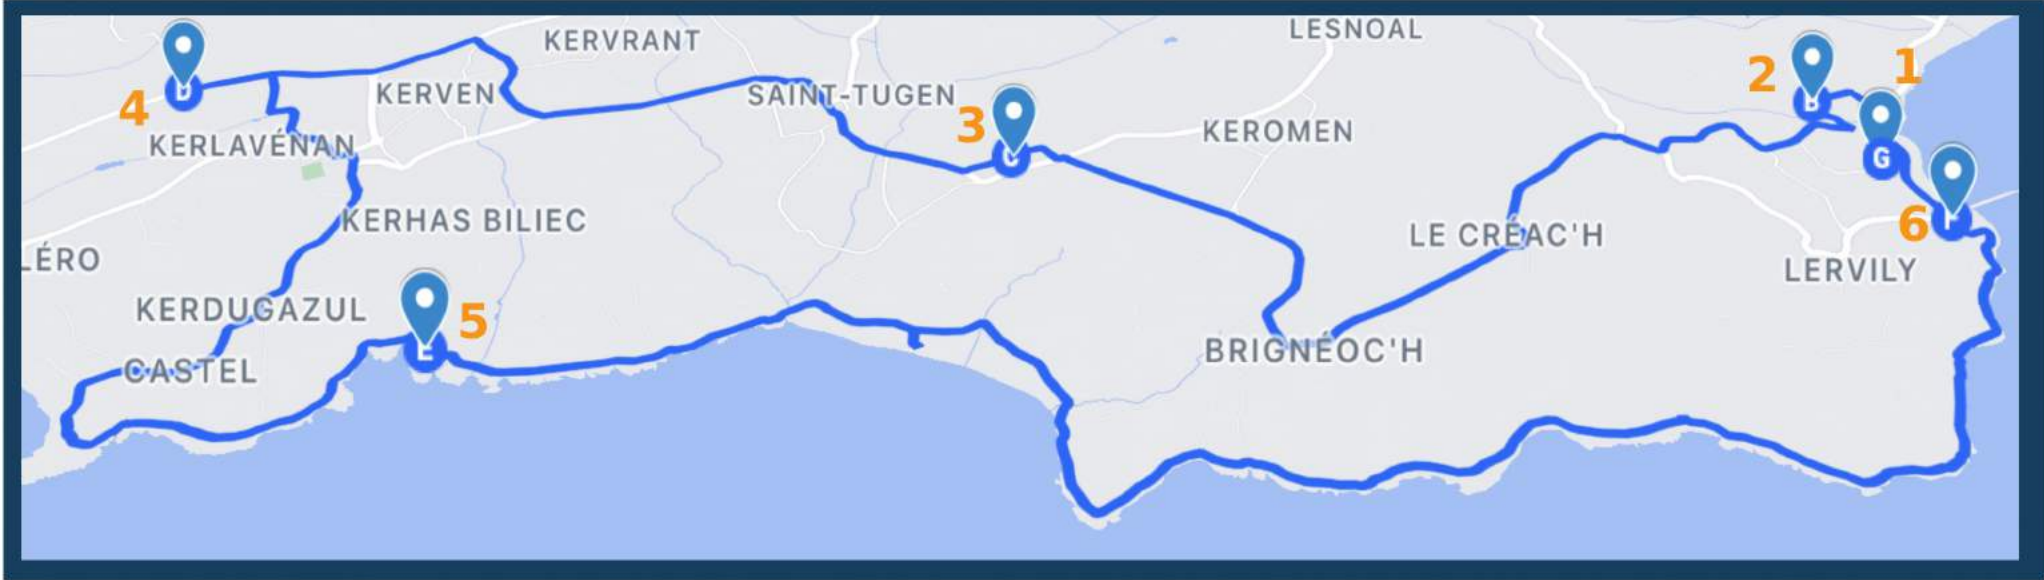 LESNOAL
KERVRANT
1
2
KERVEN
SAINT-TUGEN
D
B
4
3
KEROMEN
KERLAVÉNAN
C
G
KERHAS BILIEC
F
6
LE CRÉAC'H
LÉRO
LERVILY
KERDUGAZUL
5
E
BRIGNÉOC'H
CASTEL